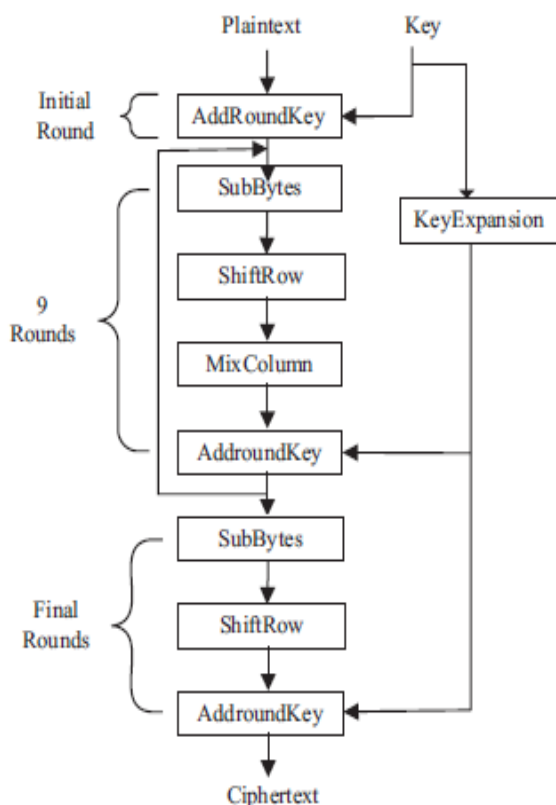 Plaintext
Key
Initial
Round
AddRoundKey
SubBytes
KeyExpansion
ShiftRow
9
Rounds
MixColumn
AddroundKey
SubBytes
Final
Rounds
ShiftRow
AddroundKey
Ciphertext